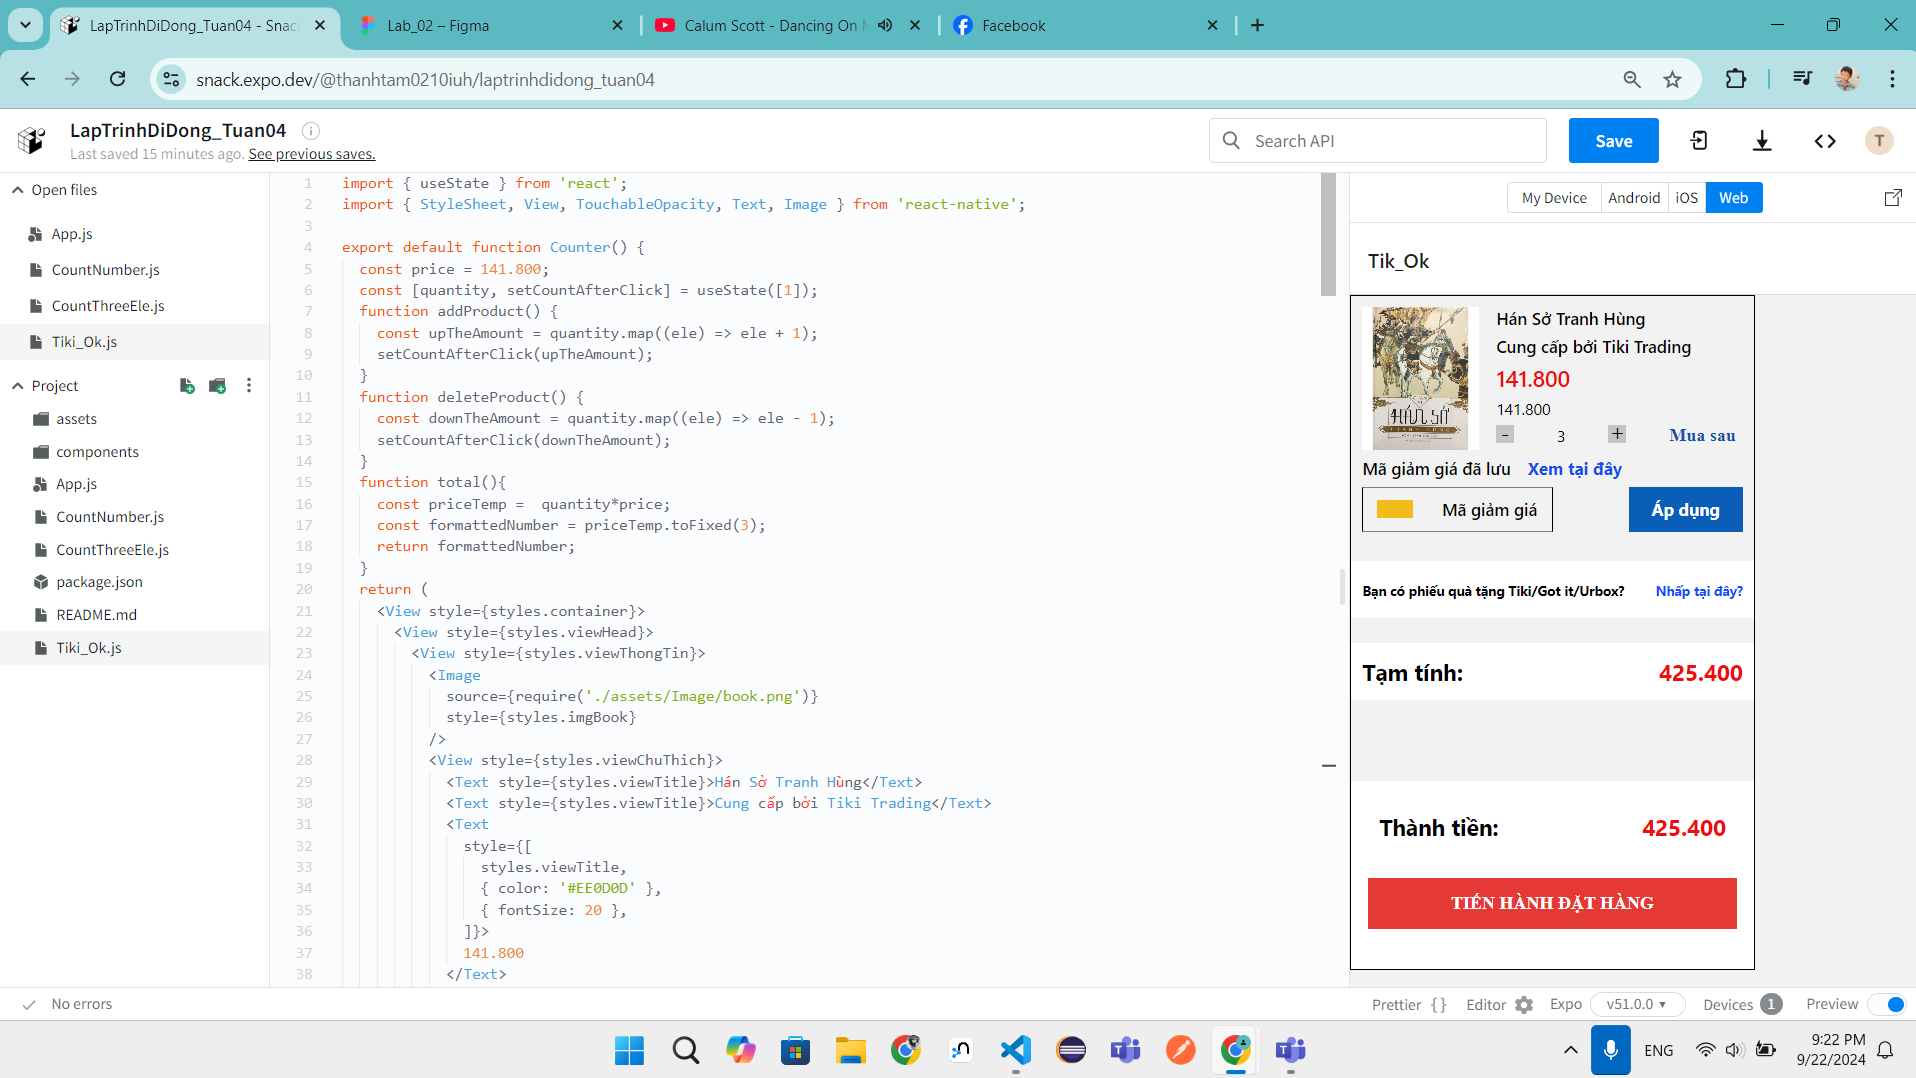 LapTrinhDiDong_Tuan04 - Snac
Lab_02 – Figma
Calum Scott - Dancing On M
Facebook
snack.expo.dev/@thanhtam0210iuh/laptrinhdidong_tuan04
LapTrinhDiDong_Tuan04
Last saved 15 minutes ago. See previous saves.
Search API
Save
T
Open files
App.js
CountNumber.js
CountThreeEle.js
Tiki_Ok.js
Project
assets
components
App.js
CountNumber.js
CountThreeEle.js
package.json
README.md
Tiki_Ok.js
1 import { useState } from 'react';
2 import { StyleSheet, View, TouchableOpacity, Text, Image } from 'react-native';
3
4 export default function Counter() {
5 const price = 141.800;
6 const [quantity, setCountAfterClick] = useState([1]);
7 function addProduct() {
8 const upTheAmount = quantity.map((ele) => ele + 1);
9 setCountAfterClick(upTheAmount);
10 }
11 function deleteProduct() {
12 const downTheAmount = quantity.map((ele) => ele - 1);
13 setCountAfterClick(downTheAmount);
14 }
15 function total(){
16 const priceTemp =  quantity*price;
17 const formattedNumber = priceTemp.toFixed(3);
18 return formattedNumber;
19 }
20 return (
21 <View style={styles.container}>
22 <View style={styles.viewHead}>
23 <View style={styles.viewThongTin}>
24 <Image
25 source={require('./assets/Image/book.png')}
26 style={styles.imgBook}
27 />
28 <View style={styles.viewChuThich}>
29 <Text style={styles.viewTitle}>Hán Sở Tranh Hùng</Text>
30 <Text style={styles.viewTitle}>Cung cấp bởi Tiki Trading</Text>
31 <Text
32 style={[
33 styles.viewTitle,
34 { color: '#EE0D0D' },
35 { fontSize: 20 },
36 ]}>
37 141.800
38 </Text>
My Device
Android
iOS
Web
Tik_Ok
HÁN SỞ
Hán Sở Tranh Hùng
Cung cấp bởi Tiki Trading
141.800
141.800
- 3 + Mua sau
Mã giảm giá đã lưu Xem tại đây
Mã giảm giá Áp dụng
Bạn có phiếu quà tặng Tiki/Got it/Urbox? Nhấp tại đây?
Tạm tính: 425.400
Thành tiền: 425.400
TIẾN HÀNH ĐẶT HÀNG
No errors
Prettier { }
Editor
Expo
v51.0.0
Devices 1
Preview
ENG
9:22 PM
9/22/2024